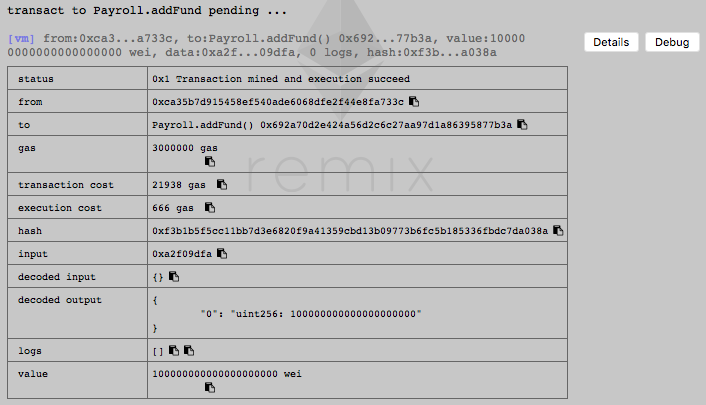 transact to Payroll.addFund pending ...
[vm] from:0xca3...a733c, to:Payroll.addFund() 0x692...77b3a, value:10000
0000000000000000 wei, data:0xa2f...09dfa, 0 logs, hash:0xf3b...a038a
Details
Debug
status 0x1 Transaction mined and execution succeed
from 0xca35b7d915458ef540ade6068dfe2f44e8fa733c
to Payroll.addFund() 0x692a70d2e424a56d2c6c27aa97d1a86395877b3a
gas 3000000 gas
transaction cost 21938 gas
execution cost 666 gas
hash 0xf3b1b5f5cc11bb7d3e6820f9a41359cbd13b09773b6fc5b185336fbdc7da038a
input 0xa2f09dfa
decoded input {}
decoded output {
"0": "uint256: 100000000000000000000"
}
logs []
value 100000000000000000000 wei
remix